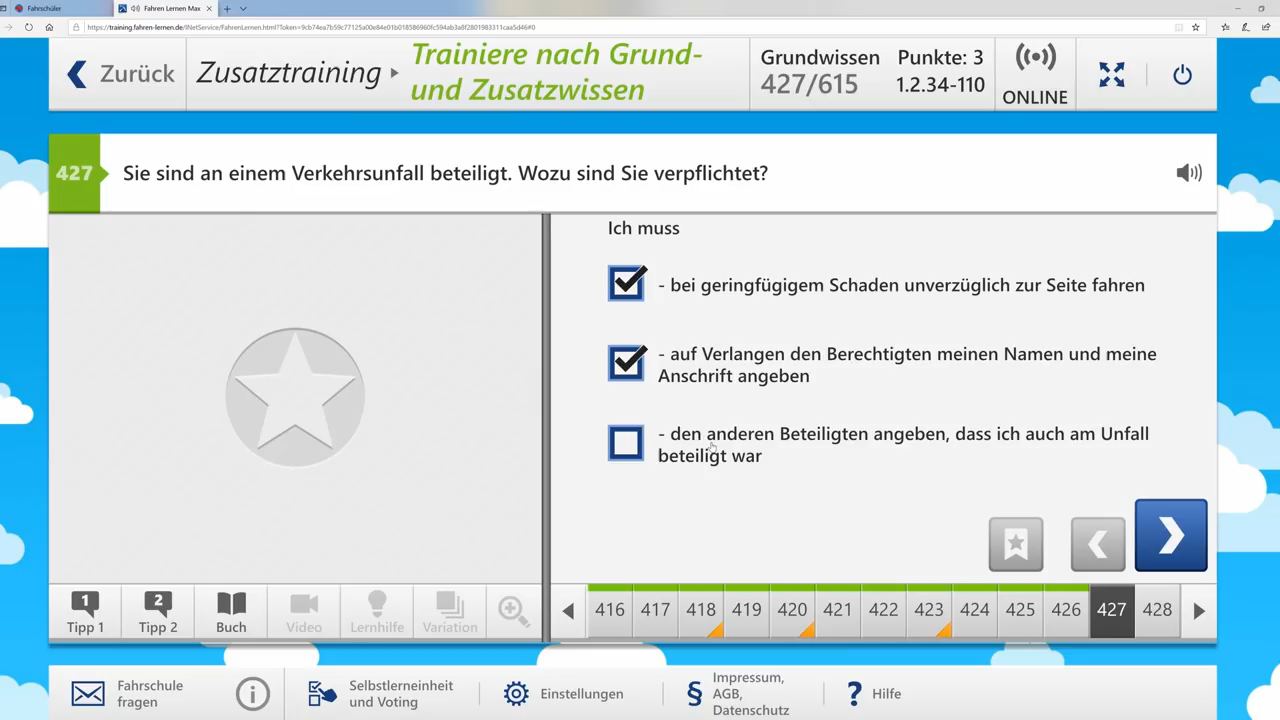 Fahrschüler
Fahren Lernen Max
Zurück
Zusatztraining
Trainiere nach Grund-
und Zusatzwissen
Grundwissen
427/615
Punkte: 3
1.2.34-110
ONLINE
427
Sie sind an einem Verkehrsunfall beteiligt. Wozu sind Sie verpflichtet?
Ich muss
- bei geringfügigem Schaden unverzüglich zur Seite fahren
- auf Verlangen den Berechtigten meinen Namen und meine
Anschrift angeben
- den anderen Beteiligten angeben, dass ich auch am Unfall
beteiligt war
1
Tipp 1
2
Tipp 2
Buch
Video
Lernhilfe
Variation
416 417 418 419 420 421 422 423 424 425 426 427 428
Fahrschule
fragen
Selbstlerneinheit
und Voting
Einstellungen
§
Impressum,
AGB,
Datenschutz
?
Hilfe